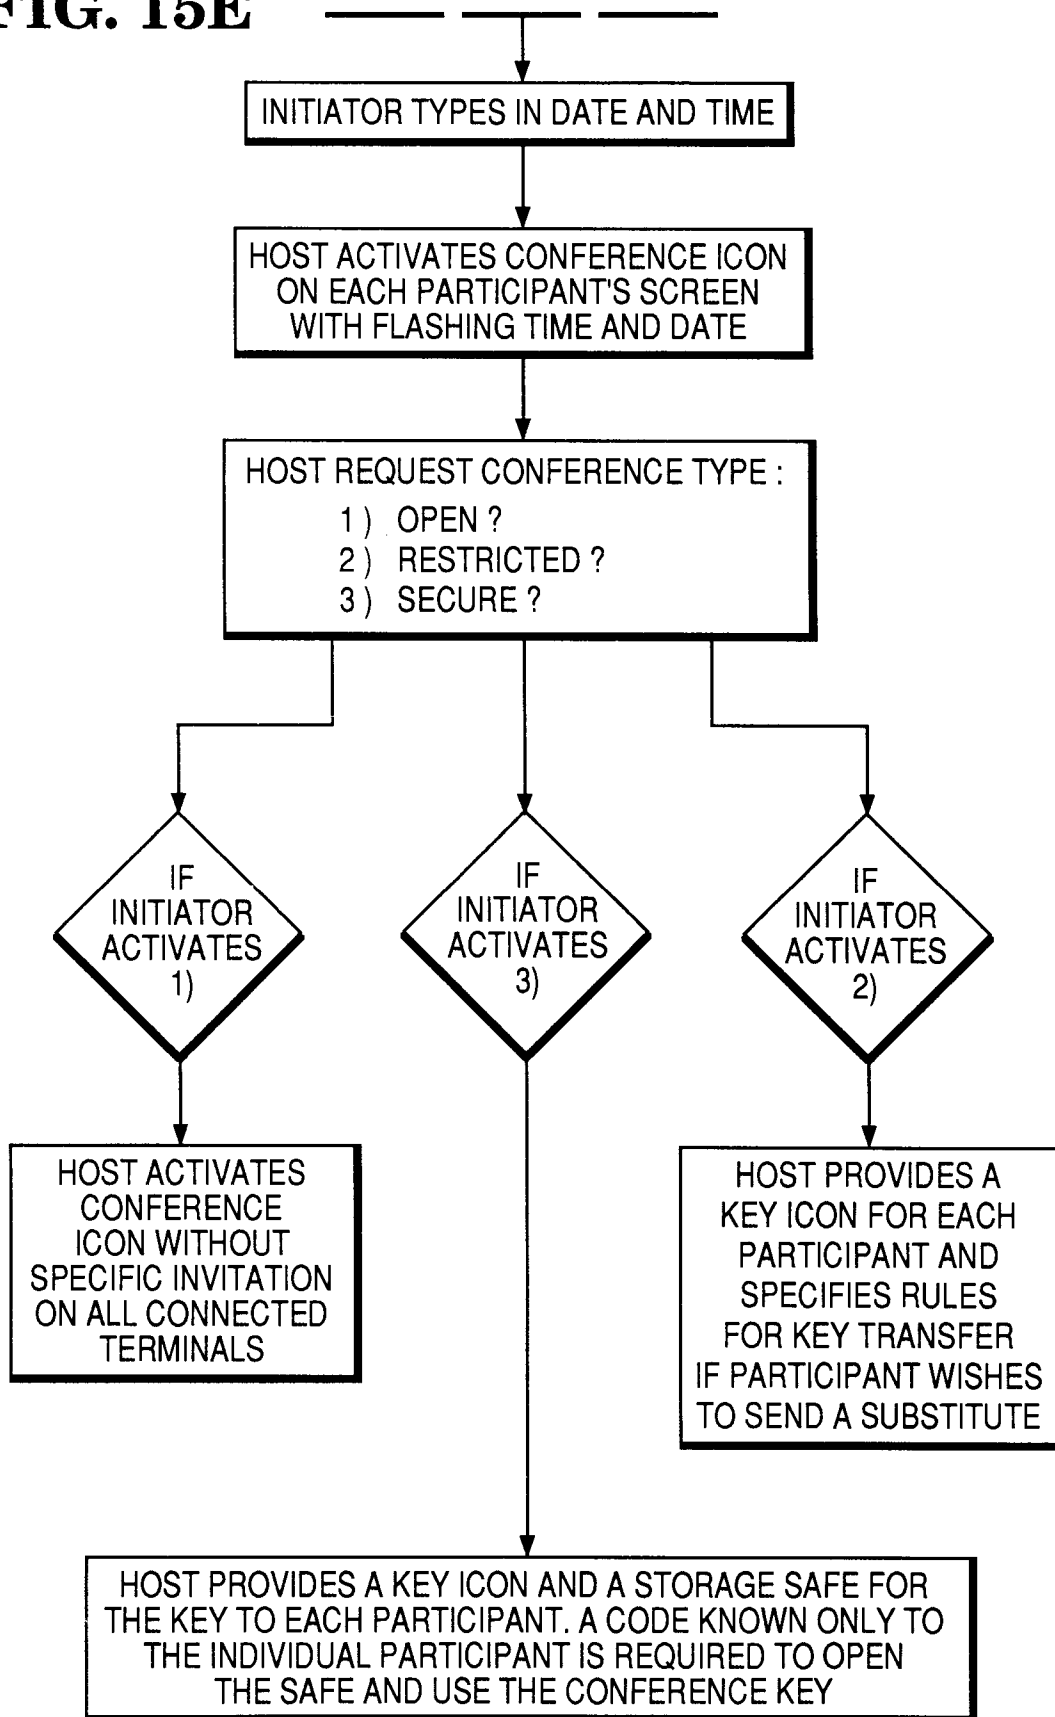 FIG. 15E
INITIATOR TYPES IN DATE AND TIME
HOST ACTIVATES CONFERENCE ICON
ON EACH PARTICIPANT'S SCREEN
WITH FLASHING TIME AND DATE
HOST REQUEST CONFERENCE TYPE :
1 ) OPEN ?
2 ) RESTRICTED ?
3 ) SECURE ?
IF
INITIATOR
ACTIVATES
1)
IF
INITIATOR
ACTIVATES
3)
IF
INITIATOR
ACTIVATES
2)
HOST ACTIVATES
CONFERENCE
ICON WITHOUT
SPECIFIC INVITATION
ON ALL CONNECTED
TERMINALS
HOST PROVIDES A
KEY ICON FOR EACH
PARTICIPANT AND
SPECIFIES RULES
FOR KEY TRANSFER
IF PARTICIPANT WISHES
TO SEND A SUBSTITUTE
HOST PROVIDES A KEY ICON AND A STORAGE SAFE FOR
THE KEY TO EACH PARTICIPANT. A CODE KNOWN ONLY TO
THE INDIVIDUAL PARTICIPANT IS REQUIRED TO OPEN
THE SAFE AND USE THE CONFERENCE KEY